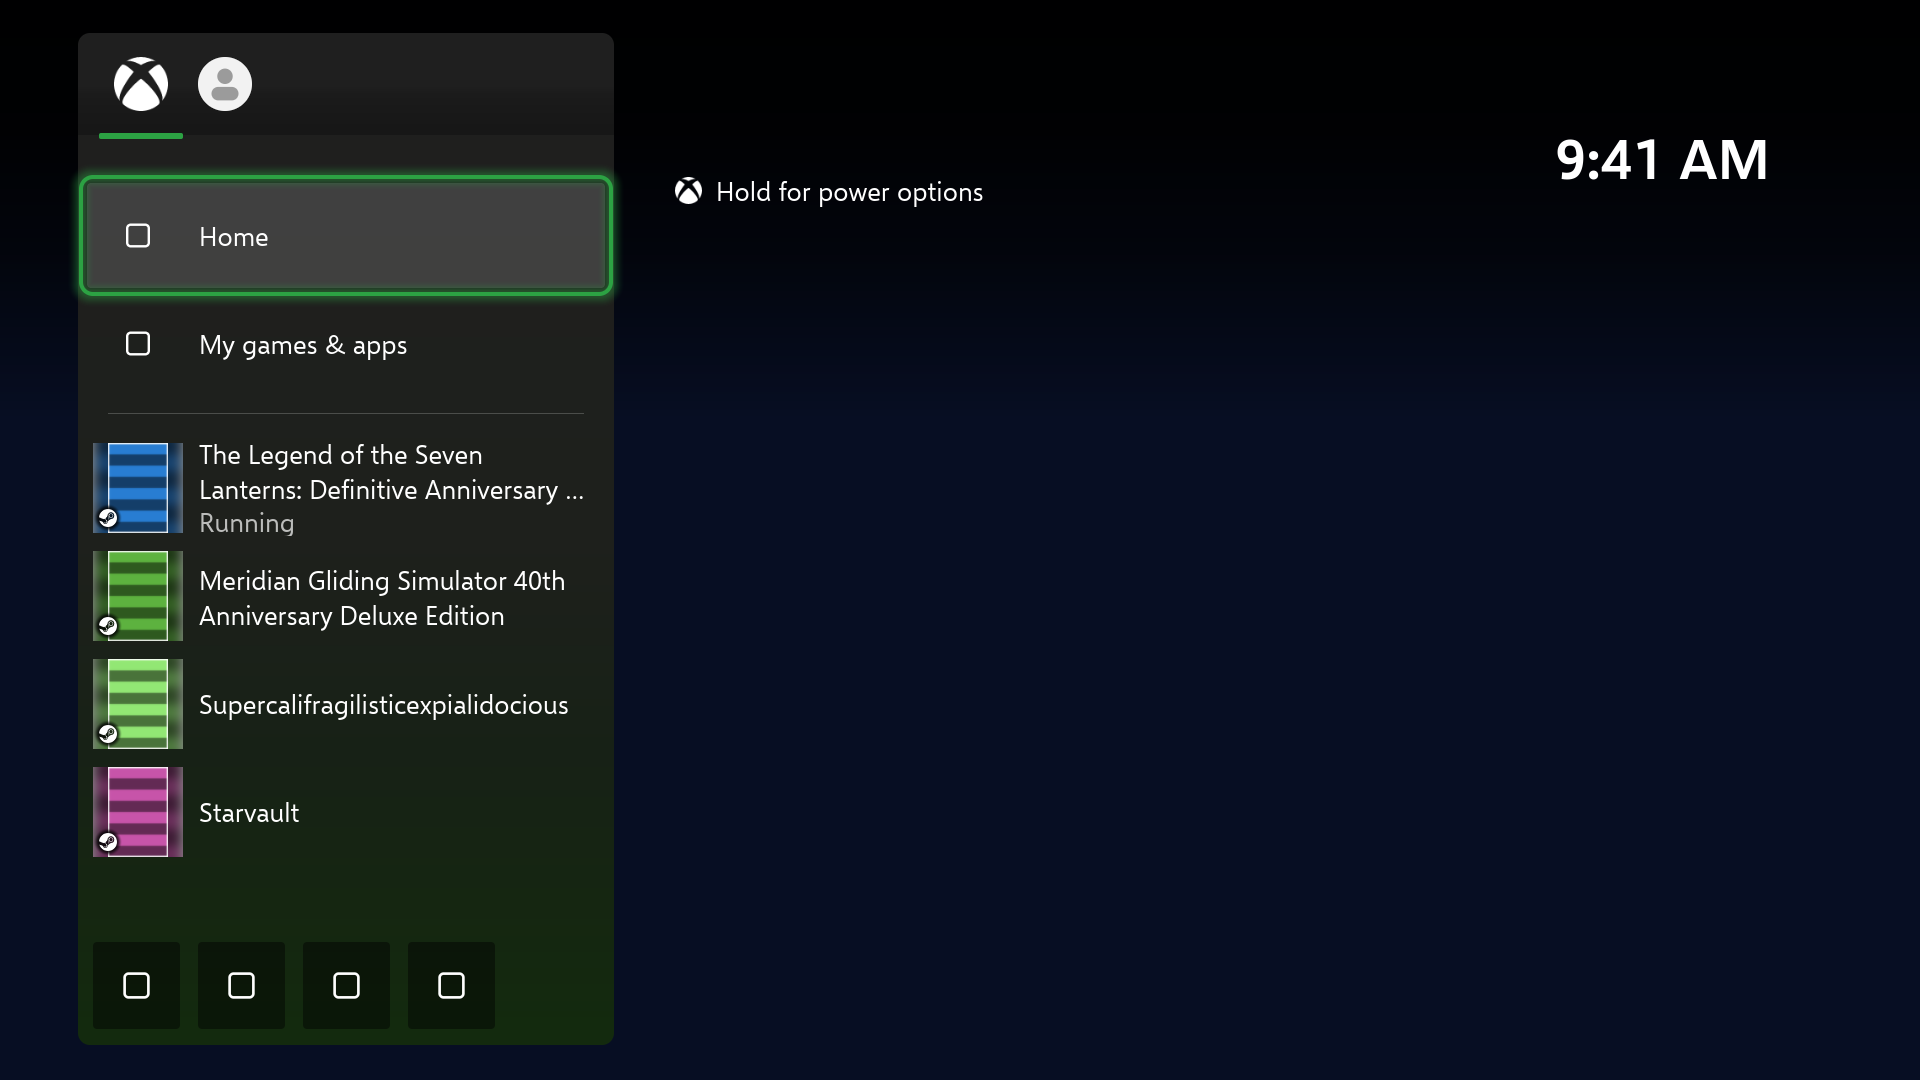 9:41 AM
Hold for power options
Home
My games & apps
The Legend of the Seven
Lanterns: Definitive Anniversary ...
Running
Meridian Gliding Simulator 40th
Anniversary Deluxe Edition
Supercalifragilisticexpialidocious
Starvault